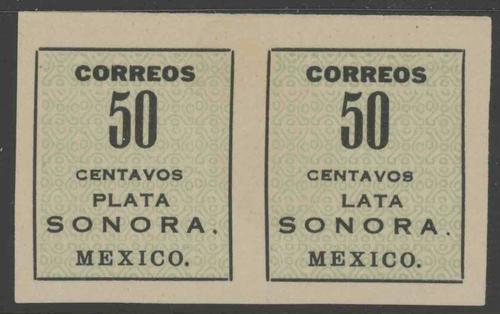 CORREOS
50
CENTAVOS
PLATA
SONORA.
MEXICO.
CORREOS
50
CENTAVOS
LATA
SONORA.
MEXICO.